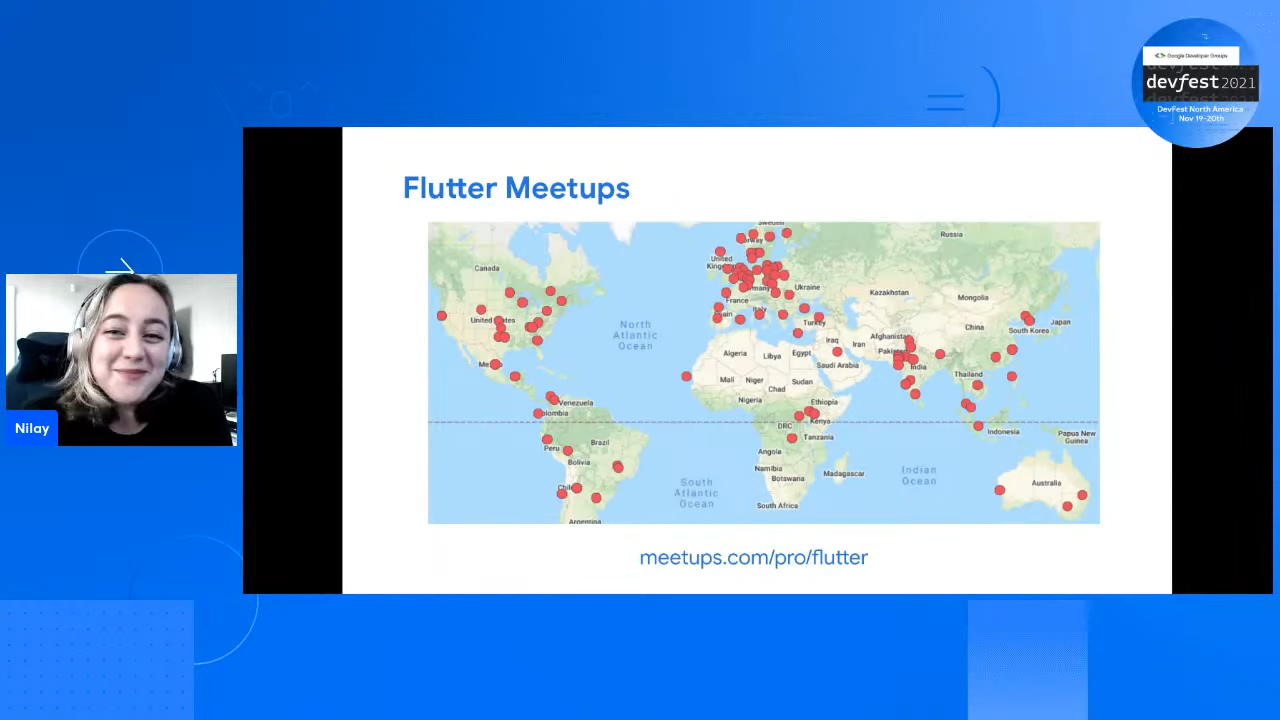 Google Developer Groups
devfest 2021
DevFest North America
Nov 19-20th
Flutter Meetups
Sweden
Norway
Russia
Canada
United
Kingdom
Ukraine
Germany
Kazakhstan
France
Mongolia
Italy
Spain
United States
Turkey
Japan
China
South Korea
North
Atlantic
Ocean
Afghanistan
Iraq
Iran
Pakistan
Algeria
Libya
Egypt
Saudi Arabia
India
Mexico
Mali
Niger
Sudan
Chad
Thailand
Nigeria
Ethiopia
Venezuela
Colombia
DRC
Kenya
Indonesia
Papua New
Guinea
Tanzania
Brazil
Peru
Angola
Bolivia
Namibia
Madagascar
Botswana
Indian
Ocean
South
Atlantic
Ocean
Chile
Australia
South Africa
Argentina
Nilay
meetups.com/pro/flutter